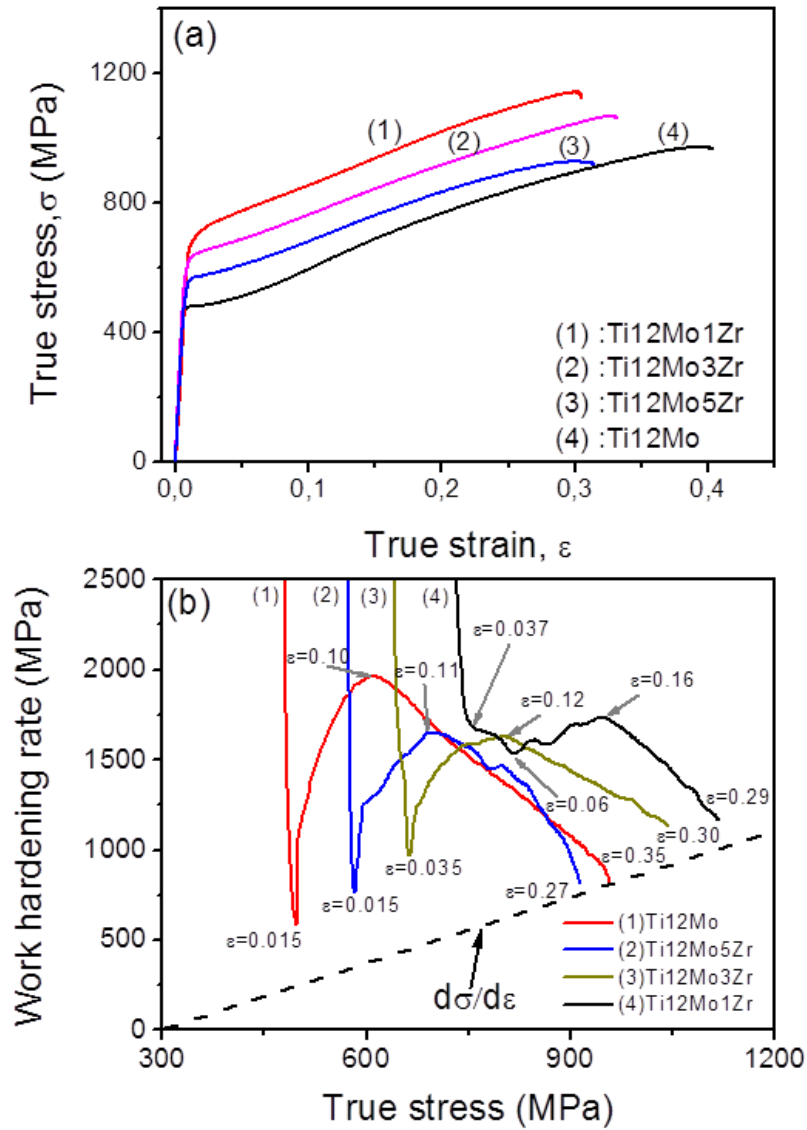 (a)
1200
800
400
0
True stress,σ (MPa)
(1)
(2)
(3)
(4)
(1) :Ti12Mo1Zr
(2) :Ti12Mo3Zr
(3) :Ti12Mo5Zr
(4) :Ti12Mo
0,0 0,1 0,2 0,3 0,4
True strain, ε
(b)
2500
2000
1500
1000
500
0
Work hardening rate (MPa)
(1) (2) (3) (4)
ε=0.037
ε=0.10
ε=0.11
ε=0.12
ε=0.16
ε=0.06
ε=0.29
ε=0.30
ε=0.035
ε=0.35
ε=0.015
ε=0.27
ε=0.015
dσ/dε
(1)Ti12Mo
(2)Ti12Mo5Zr
(3)Ti12Mo3Zr
(4)Ti12Mo1Zr
300 600 900 1200
True stress (MPa)